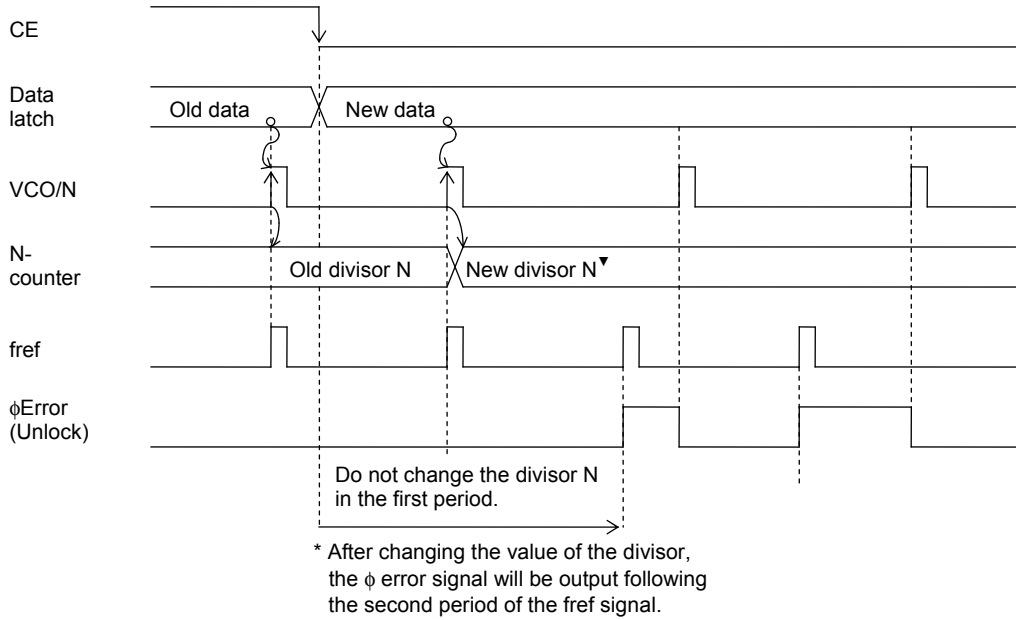 CE
Data
latch
Old data
New data
VCO/N
N-
counter
Old divisor N
New divisor N▼
fref
ϕError
(Unlock)
Do not change the divisor N
in the first period.
* After changing the value of the divisor,
the ϕ error signal will be output following
the second period of the fref signal.